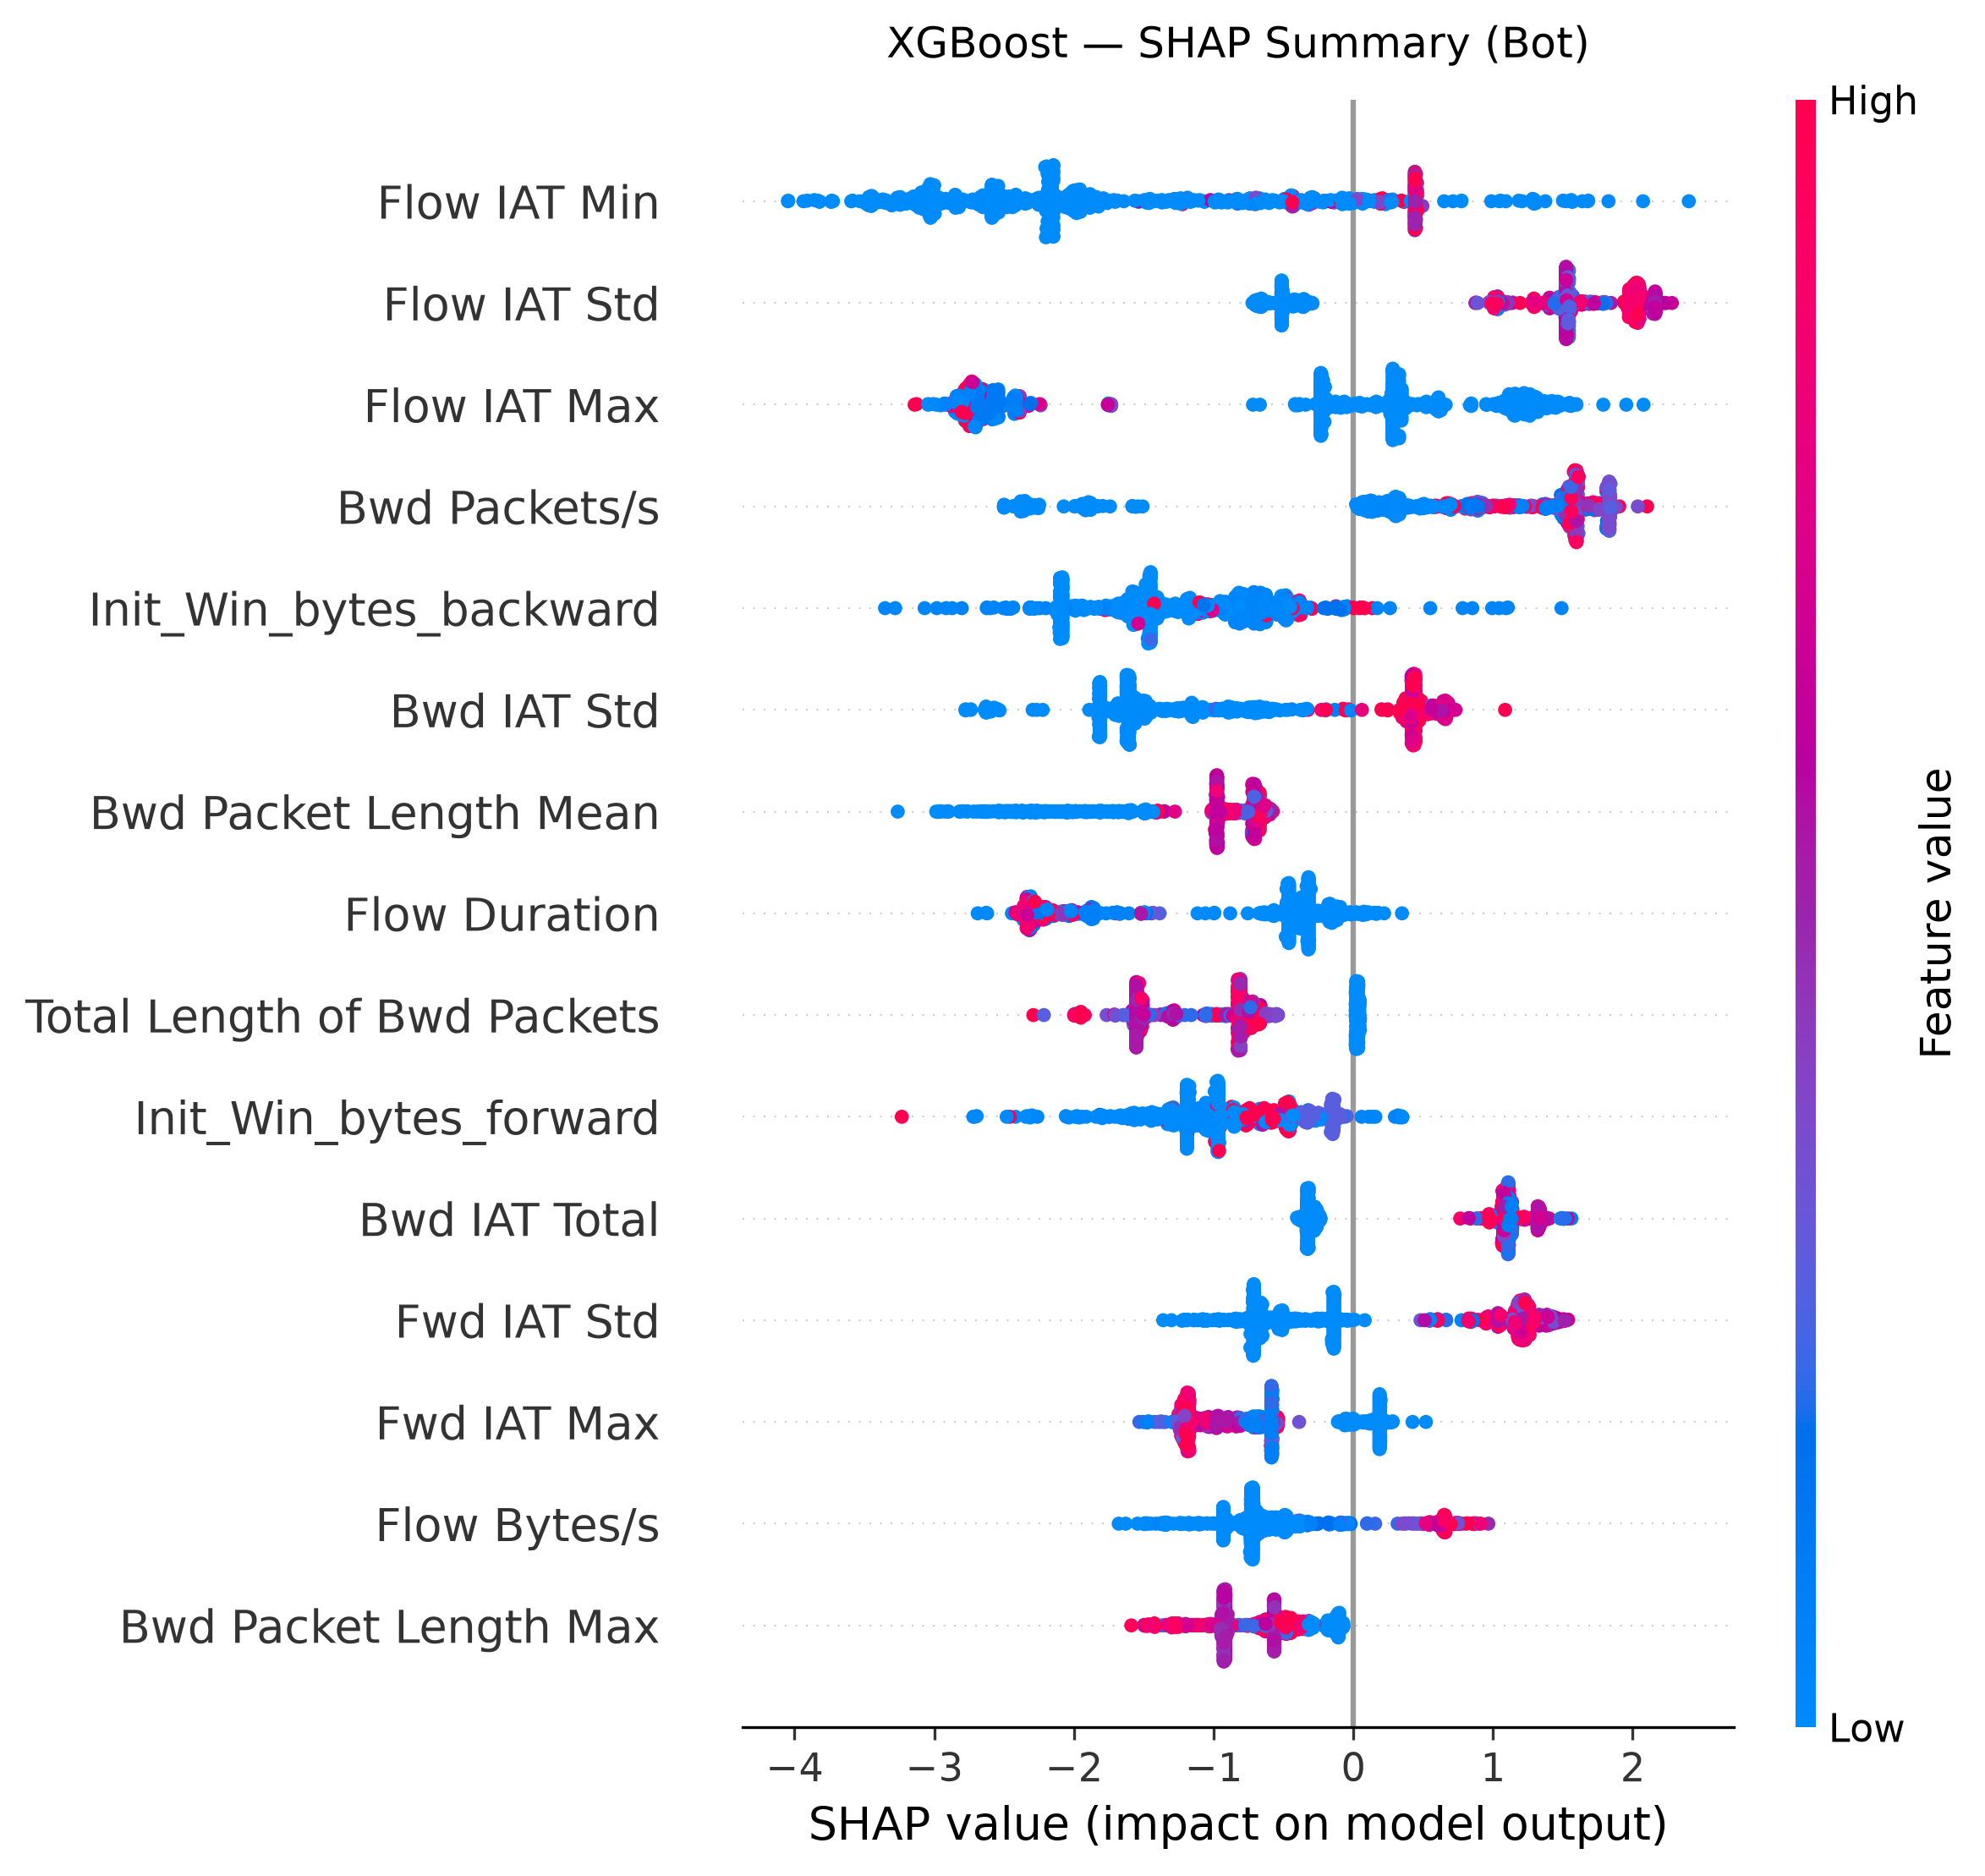 XGBoost — SHAP Summary (Bot)
High
Flow IAT Min
Flow IAT Std
Flow IAT Max
Bwd Packets/s
Init_Win_bytes_backward
Bwd IAT Std
Bwd Packet Length Mean
Flow Duration
Total Length of Bwd Packets
Init_Win_bytes_forward
Bwd IAT Total
Fwd IAT Std
Fwd IAT Max
Flow Bytes/s
Bwd Packet Length Max
Feature value
Low
−4 −3 −2 −1 0 1 2
SHAP value (impact on model output)